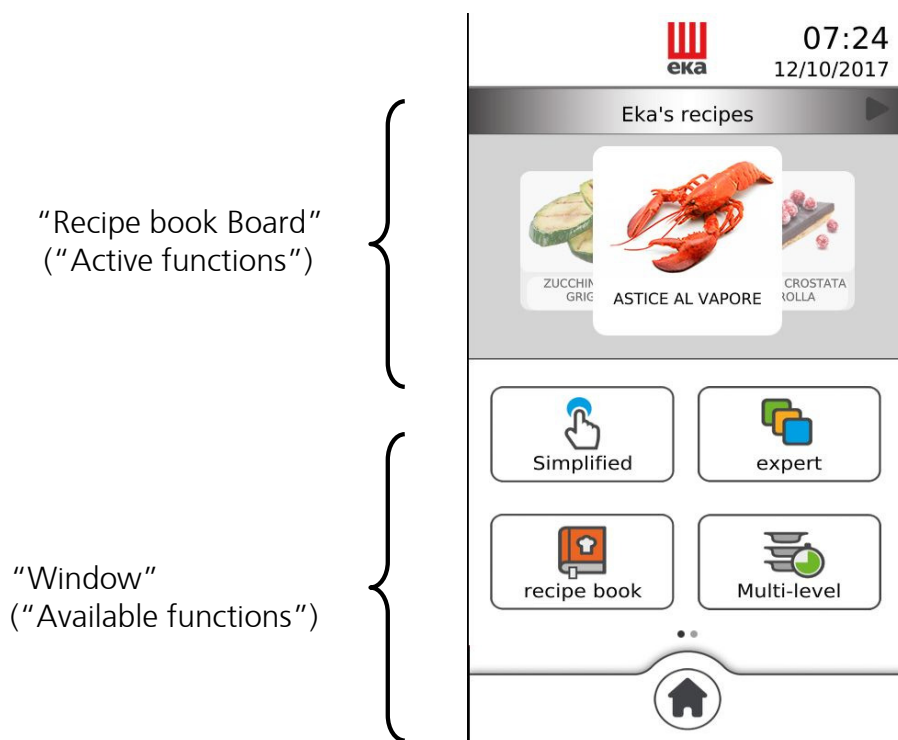 eka
07:24
12/10/2017
Eka's recipes
"Recipe book Board"
("Active functions")
ZUCCHIN
GRIG
ASTICE AL VAPORE
CROSTATA
ROLLA
Simplified
expert
"Window"
("Available functions")
recipe book
Multi-level